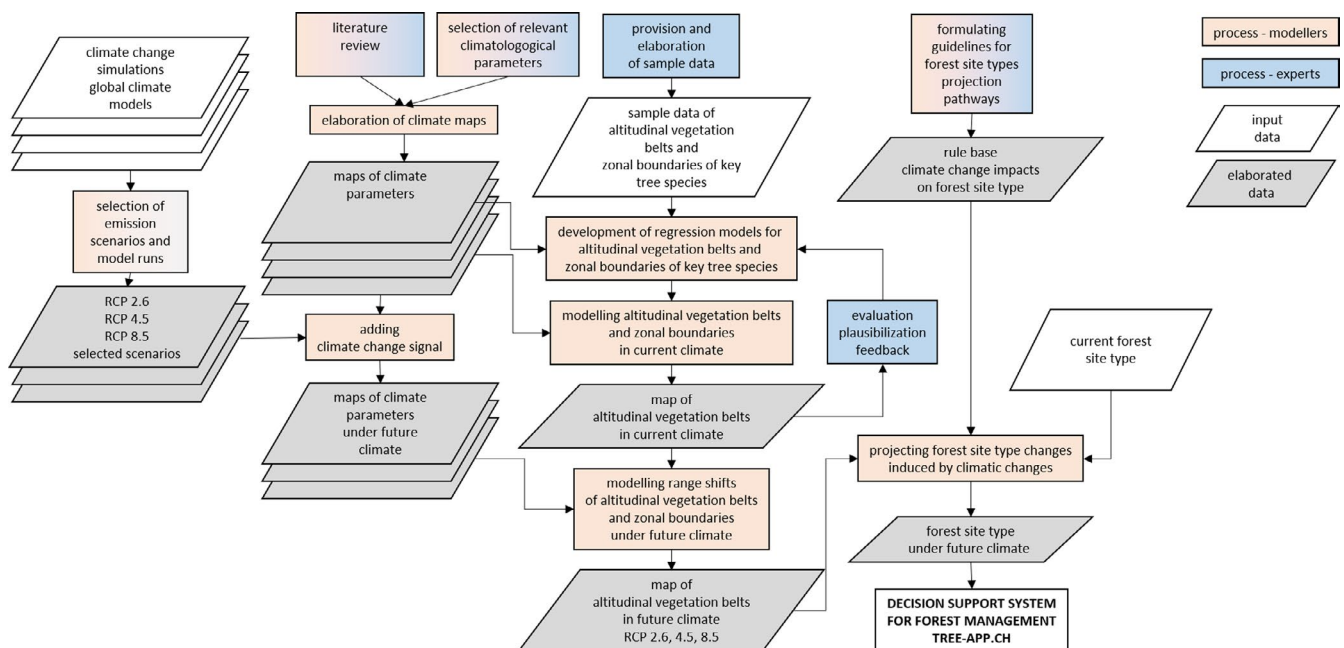 climate change
simulations
global climate
models
selection of
emission
scenarios and
model runs
RCP 2.6
RCP 4.5
RCP 8.5
selected scenarios
literature
review
selection of relevant
climatologogical
parameters
elaboration of climate maps
maps of climate
parameters
adding
climate change signal
maps of climate
parameters
under future
climate
provision and
elaboration
of sample data
sample data of
altitudinal vegetation
belts and
zonal boundaries of key
tree species
development of regression models for
altitudinal vegetation belts and
zonal boundaries of key tree species
modelling altitudinal vegetation belts
and zonal boundaries
in current climate
map of
altitudinal vegetation belts
in current climate
modelling range shifts
of altitudinal vegetation belts
and zonal boundaries
under future climate
map of
altitudinal vegetation belts
in future climate
RCP 2.6, 4.5, 8.5
evaluation
plausibilization
feedback
formulating
guidelines for
forest site types
projection
pathways
rule base
climate change impacts
on forest site type
current forest
site type
projecting forest site type changes
induced by climatic changes
forest site type
under future climate
DECISION SUPPORT SYSTEM
FOR FOREST MANAGEMENT
TREE-APP.CH
process - modellers
process - experts
input
data
elaborated
data